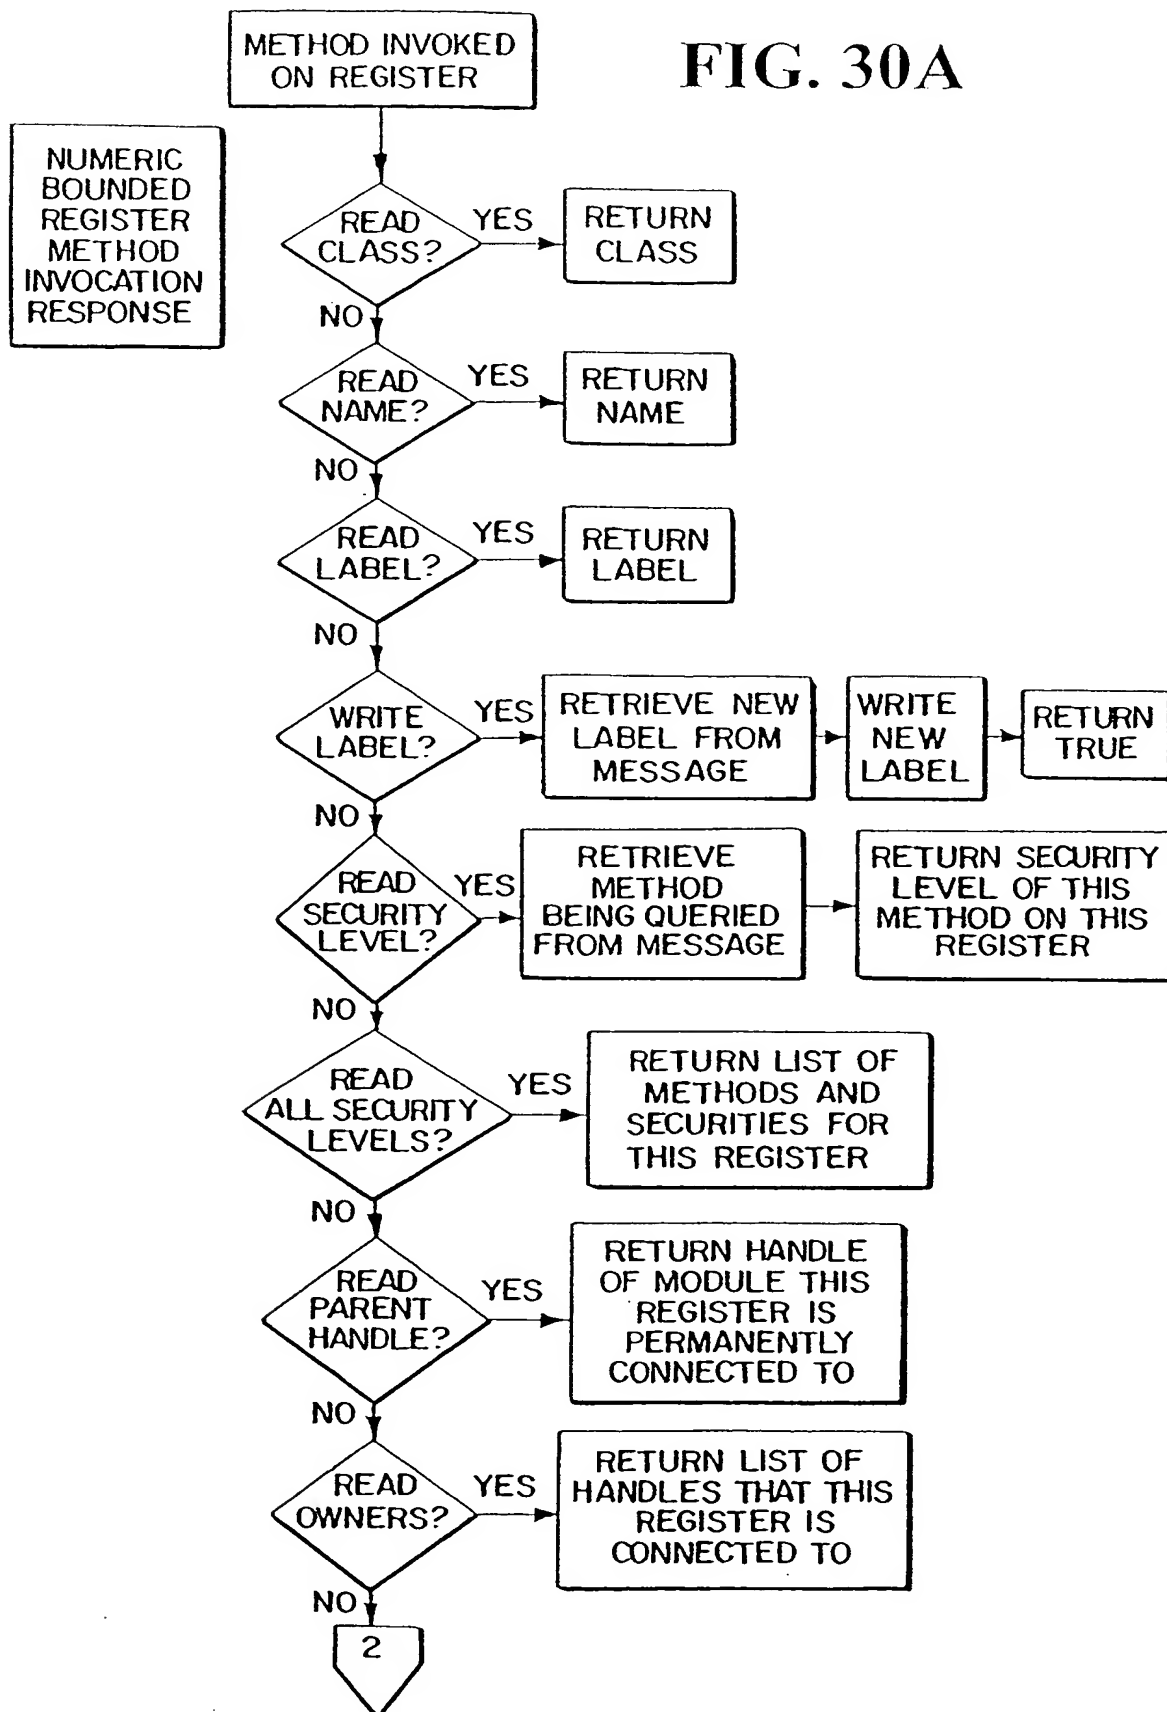 METHOD INVOKED
ON REGISTER
FIG. 30A
NUMERIC
BOUNDED
REGISTER
METHOD
INVOCATION
RESPONSE
READ
CLASS?
YES
RETURN
CLASS
NO
READ
NAME?
YES
RETURN
NAME
NO
READ
LABEL?
YES
RETURN
LABEL
NO
WRITE
LABEL?
YES
RETRIEVE NEW
LABEL FROM
MESSAGE
WRITE
NEW
LABEL
RETURN
TRUE
NO
READ
SECURITY
LEVEL?
YES
RETRIEVE
METHOD
BEING QUERIED
FROM MESSAGE
RETURN SECURITY
LEVEL OF THIS
METHOD ON THIS
REGISTER
NO
READ
ALL SECURITY
LEVELS?
YES
RETURN LIST OF
METHODS AND
SECURITIES FOR
THIS REGISTER
NO
READ
PARENT
HANDLE?
YES
RETURN HANDLE
OF MODULE THIS
REGISTER IS
PERMANENTLY
CONNECTED TO
NO
READ
OWNERS?
YES
RETURN LIST OF
HANDLES THAT THIS
REGISTER IS
CONNECTED TO
NO
2